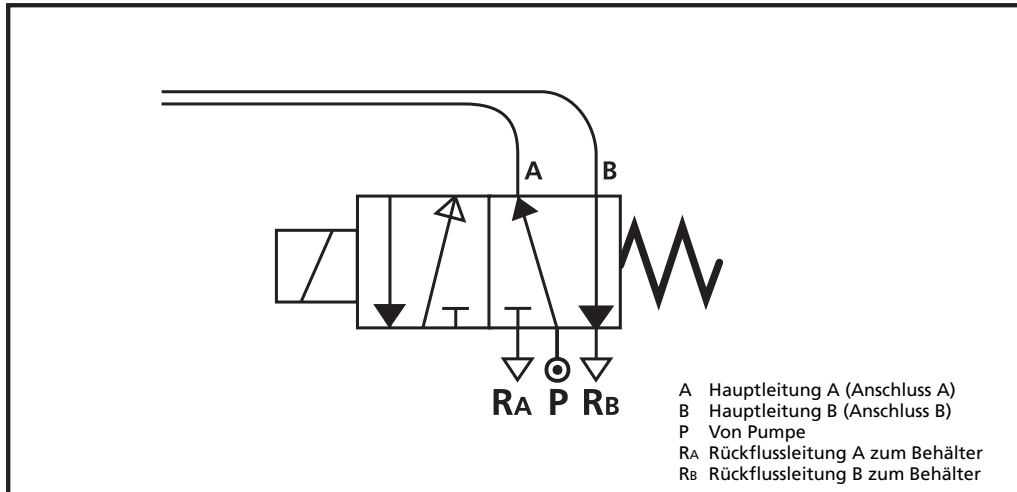 A B
RA P RB
A Hauptleitung A (Anschluss A)
B Hauptleitung B (Anschluss B)
P Von Pumpe
RA Rückflussleitung A zum Behälter
RB Rückflussleitung B zum Behälter